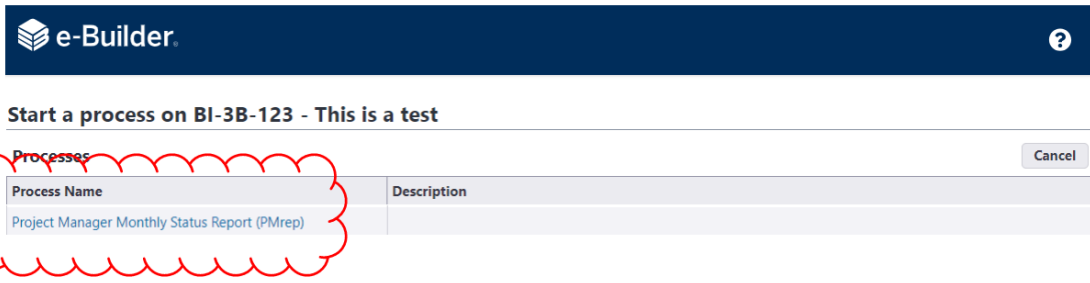 e-Builder.
?
Start a process on BI-3B-123 - This is a test
Processes
Cancel
Process Name Description
Project Manager Monthly Status Report (PMrep)